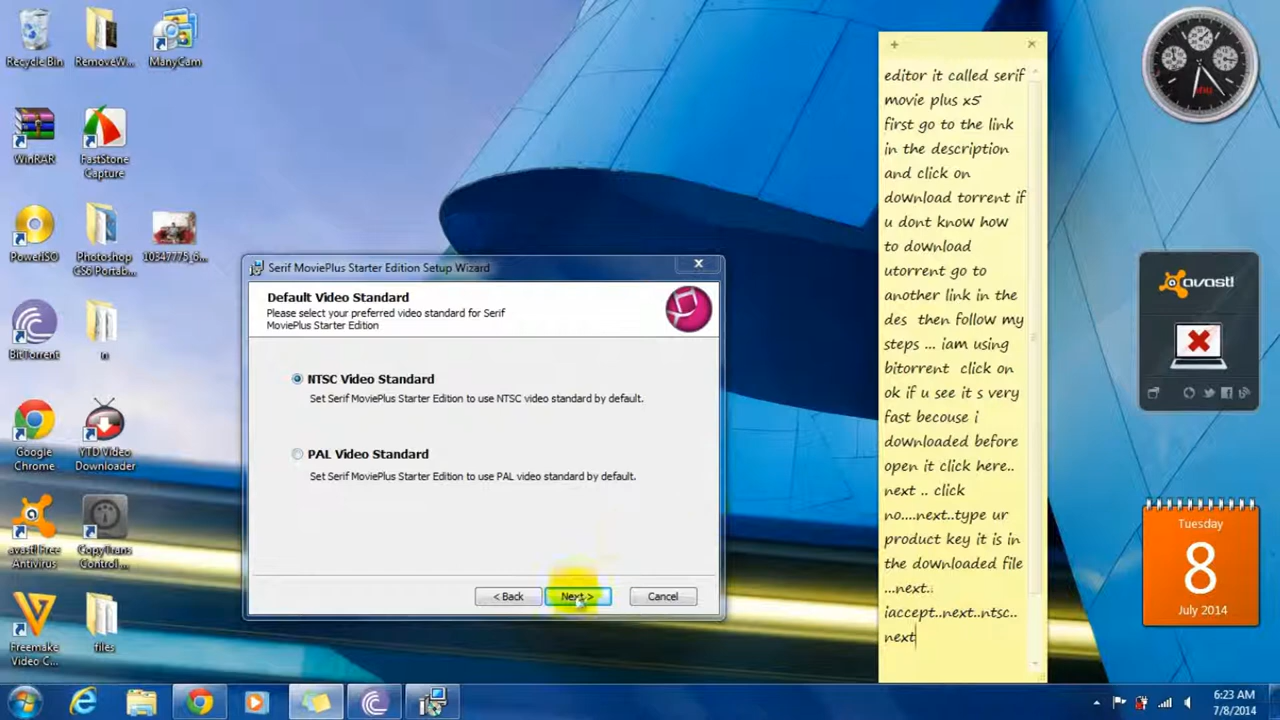 Recycle Bin
RemoveW...
ManyCam
WinRAR
FastStone
Capture
PowerISO
Photoshop
CS6 Portab...
10347775_6...
BitTorrent
n
Google
Chrome
YTD Video
Downloader
avast! Free
Antivirus
CopyTrans
Control ...
Freemake
Video C...
files
Serif MoviePlus Starter Edition Setup Wizard
Default Video Standard
Please select your preferred video standard for Serif
MoviePlus Starter Edition
NTSC Video Standard
Set Serif MoviePlus Starter Edition to use NTSC video standard by default.
PAL Video Standard
Set Serif MoviePlus Starter Edition to use PAL video standard by default.
< Back
Next >
Cancel
editor it called serif
movie plus x5
first go to the link
in the description
and click on
download torrent if
u dont know how
to download
utorrent go to
another link in the
des then follow my
steps ... iam using
bitorrent click on
ok if u see it s very
fast becouse i
downloaded before
open it click here..
next .. click
no....next..type ur
product key it is in
the downloaded file
...next..
iaccept..next..ntsc..
next
avast!
Tuesday
8
July 2014
6:23 AM
7/8/2014